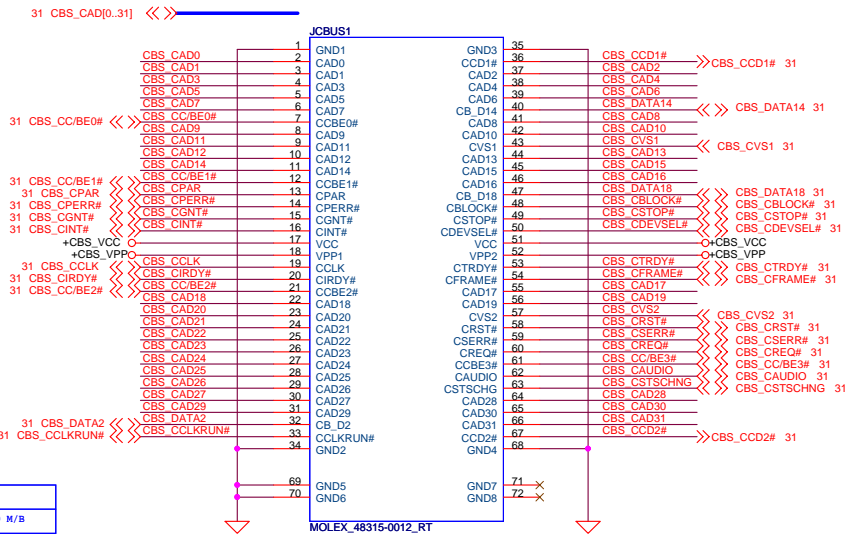 31 CBS_CAD[0..31]
JCBUS1
1 GND1
CBS_CAD0 2 CAD0
CBS_CAD1 3 CAD1
CBS_CAD3 4 CAD3
CBS_CAD5 5 CAD5
CBS_CAD7 6 CAD7
31 CBS_CC/BE0# CBS_CC/BE0# 7 CCBE0#
CBS_CAD9 8 CAD9
CBS_CAD11 9 CAD11
CBS_CAD12 10 CAD12
CBS_CAD14 11 CAD14
31 CBS_CC/BE1# CBS_CC/BE1# 12 CCBE1#
31 CBS_CPAR CBS_CPAR 13 CPAR
31 CBS_CPERR# CBS_CPERR# 14 CPERR#
31 CBS_CGNT# CBS_CGNT# 15 CGNT#
31 CBS_CINT# CBS_CINT# 16 CINT#
+CBS_VCC 17 VCC
+CBS_VPP 18 VPP1
31 CBS_CCLK CBS_CCLK 19 CCLK
31 CBS_CIRDY# CBS_CIRDY# 20 CIRDY#
31 CBS_CC/BE2# CBS_CC/BE2# 21 CCBE2#
CBS_CAD18 22 CAD18
CBS_CAD20 23 CAD20
CBS_CAD21 24 CAD21
CBS_CAD22 25 CAD22
CBS_CAD23 26 CAD23
CBS_CAD24 27 CAD24
CBS_CAD25 28 CAD25
CBS_CAD26 29 CAD26
CBS_CAD27 30 CAD27
CBS_CAD29 31 CAD29
31 CBS_DATA2 CBS_DATA2 32 CB_D2
31 CBS_CCLKRUN# CBS_CCLKRUN# 33 CCLKRUN#
34 GND2
69 GND5
70 GND6
GND3 35
CCD1# 36 CBS_CCD1# CBS_CCD1# 31
CAD2 37 CBS_CAD2
CAD4 38 CBS_CAD4
CAD6 39 CBS_CAD6
CB_D14 40 CBS_DATA14 CBS_DATA14 31
CAD8 41 CBS_CAD8
CAD10 42 CBS_CAD10
CVS1 43 CBS_CVS1 CBS_CVS1 31
CAD13 44 CBS_CAD13
CAD15 45 CBS_CAD15
CAD16 46 CBS_CAD16
CB_D18 47 CBS_DATA18 CBS_DATA18 31
CBLOCK# 48 CBS_CBLOCK# CBS_CBLOCK# 31
CSTOP# 49 CBS_CSTOP# CBS_CSTOP# 31
CDEVSEL# 50 CBS_CDEVSEL# CBS_CDEVSEL# 31
VCC 51 +CBS_VCC
VPP2 52 +CBS_VPP
CTRDY# 53 CBS_CTRDY# CBS_CTRDY# 31
CFRAME# 54 CBS_CFRAME# CBS_CFRAME# 31
CAD17 55 CBS_CAD17
CAD19 56 CBS_CAD19
CVS2 57 CBS_CVS2 CBS_CVS2 31
CRST# 58 CBS_CRST# CBS_CRST# 31
CSERR# 59 CBS_CSERR# CBS_CSERR# 31
CREQ# 60 CBS_CREQ# CBS_CREQ# 31
CCBE3# 61 CBS_CC/BE3# CBS_CC/BE3# 31
CAUDIO 62 CBS_CAUDIO CBS_CAUDIO 31
CSTSCHG 63 CBS_CSTSCHNG CBS_CSTSCHNG 31
CAD28 64 CBS_CAD28
CAD30 65 CBS_CAD30
CAD31 66 CBS_CAD31
CCD2# 67 CBS_CCD2# CBS_CCD2# 31
GND4 68
GND7 71
GND8 72
MOLEX_48315-0012_RT
M/B